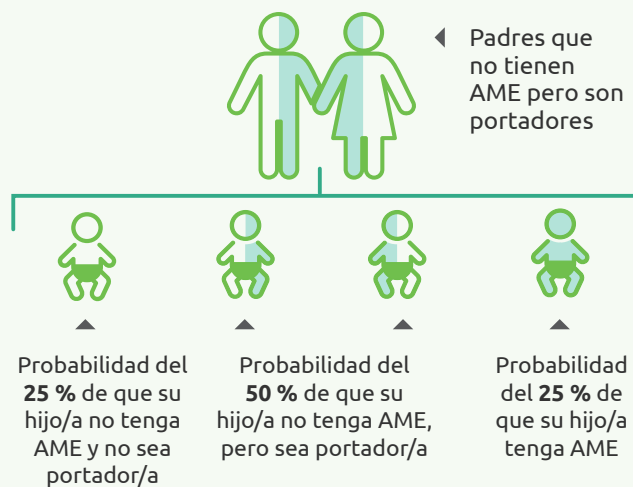 Padres que
no tienen
AME pero son
portadores
Probabilidad del
25 % de que su
hijo/a no tenga
AME y no sea
portador/a
Probabilidad del
50 % de que su
hijo/a no tenga AME,
pero sea portador/a
Probabilidad
del 25 % de
que su hijo/a
tenga AME